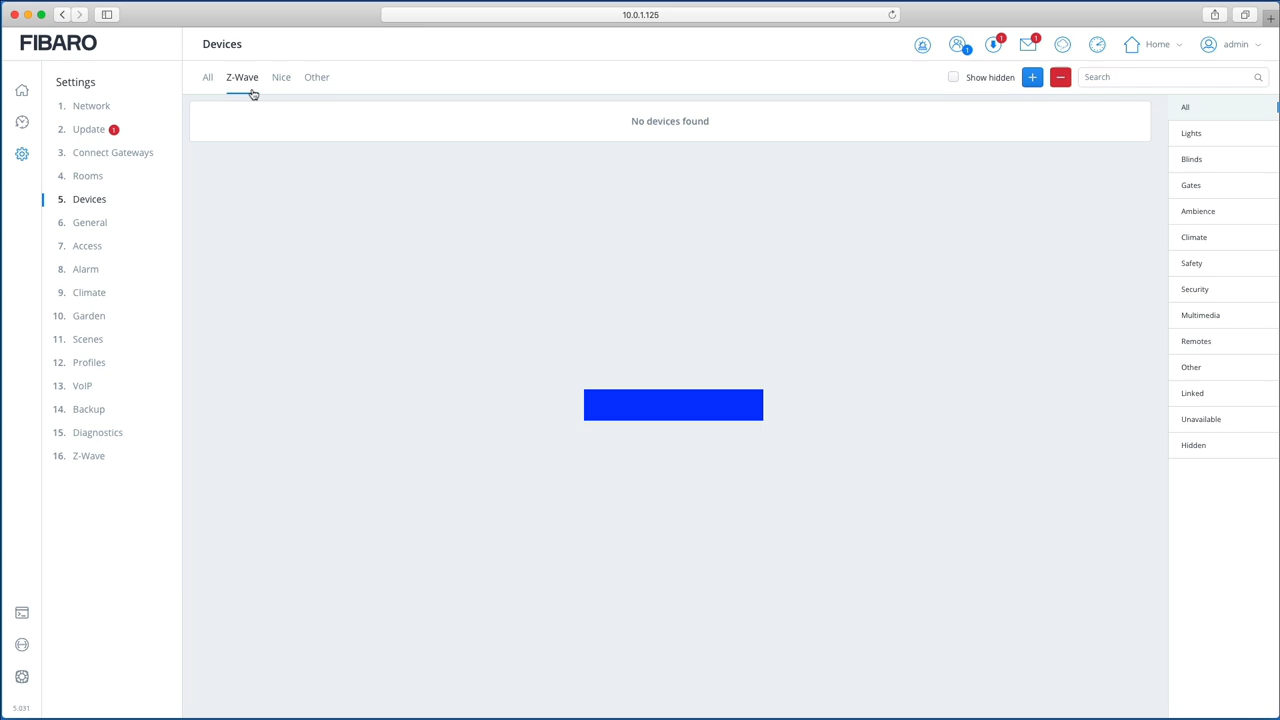 10.0.1.125
FIBARO
Devices
1
1
1
Home
admin
Settings
All
Z-Wave
Nice
Other
Show hidden
Search
1. Network
2. Update 1
3. Connect Gateways
4. Rooms
5. Devices
6. General
7. Access
8. Alarm
9. Climate
10. Garden
11. Scenes
12. Profiles
13. VoIP
14. Backup
15. Diagnostics
16. Z-Wave
5.031
No devices found
All
Lights
Blinds
Gates
Ambience
Climate
Safety
Security
Multimedia
Remotes
Other
Linked
Unavailable
Hidden